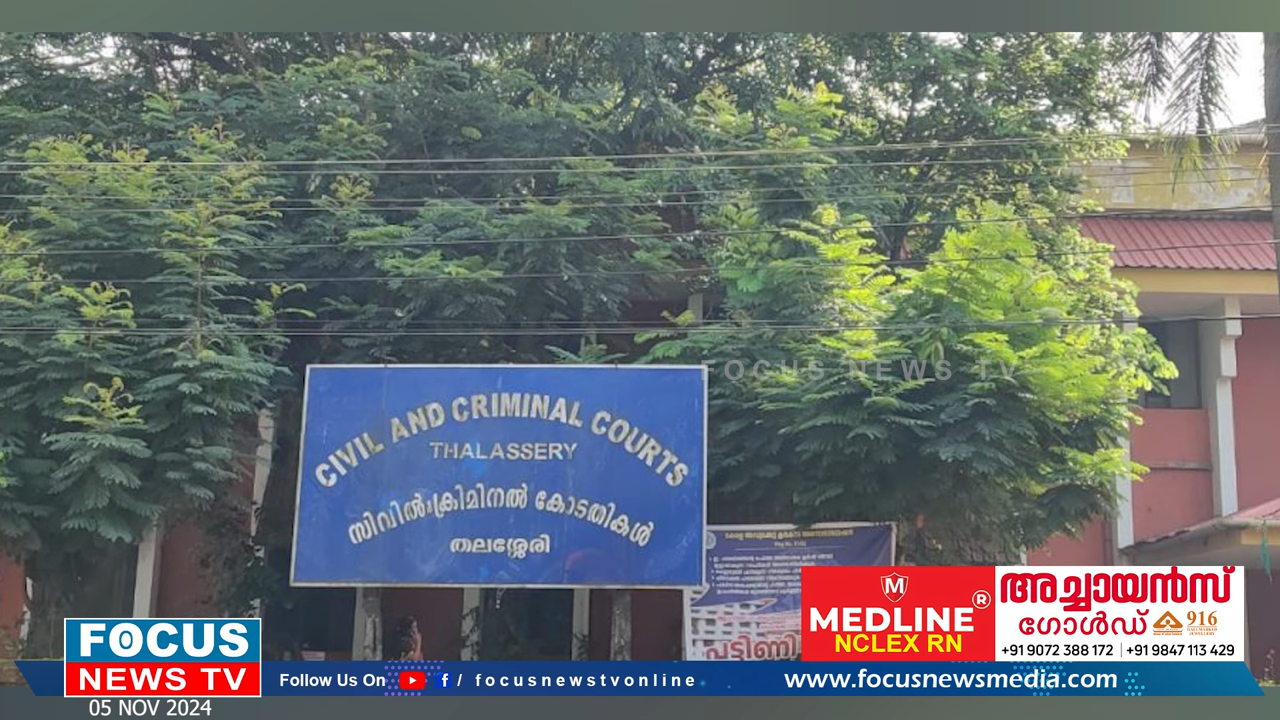 FOCUS NEWS TV
CIVIL AND CRIMINAL COURTS
THALASSERY
സിവിൽ&ക്രിമിനൽ കോടതികൾ
തലശ്ശേരി
പട്ടിണി
MEDLINE®
NCLEX RN
അച്ചായൻസ്
ഗോൾഡ്
916
+91 9072 388 172 | +91 9847 113 429
FOCUS
NEWS TV
Follow Us On f / focusnewstvonline
www.focusnewsmedia.com
05 NOV 2024